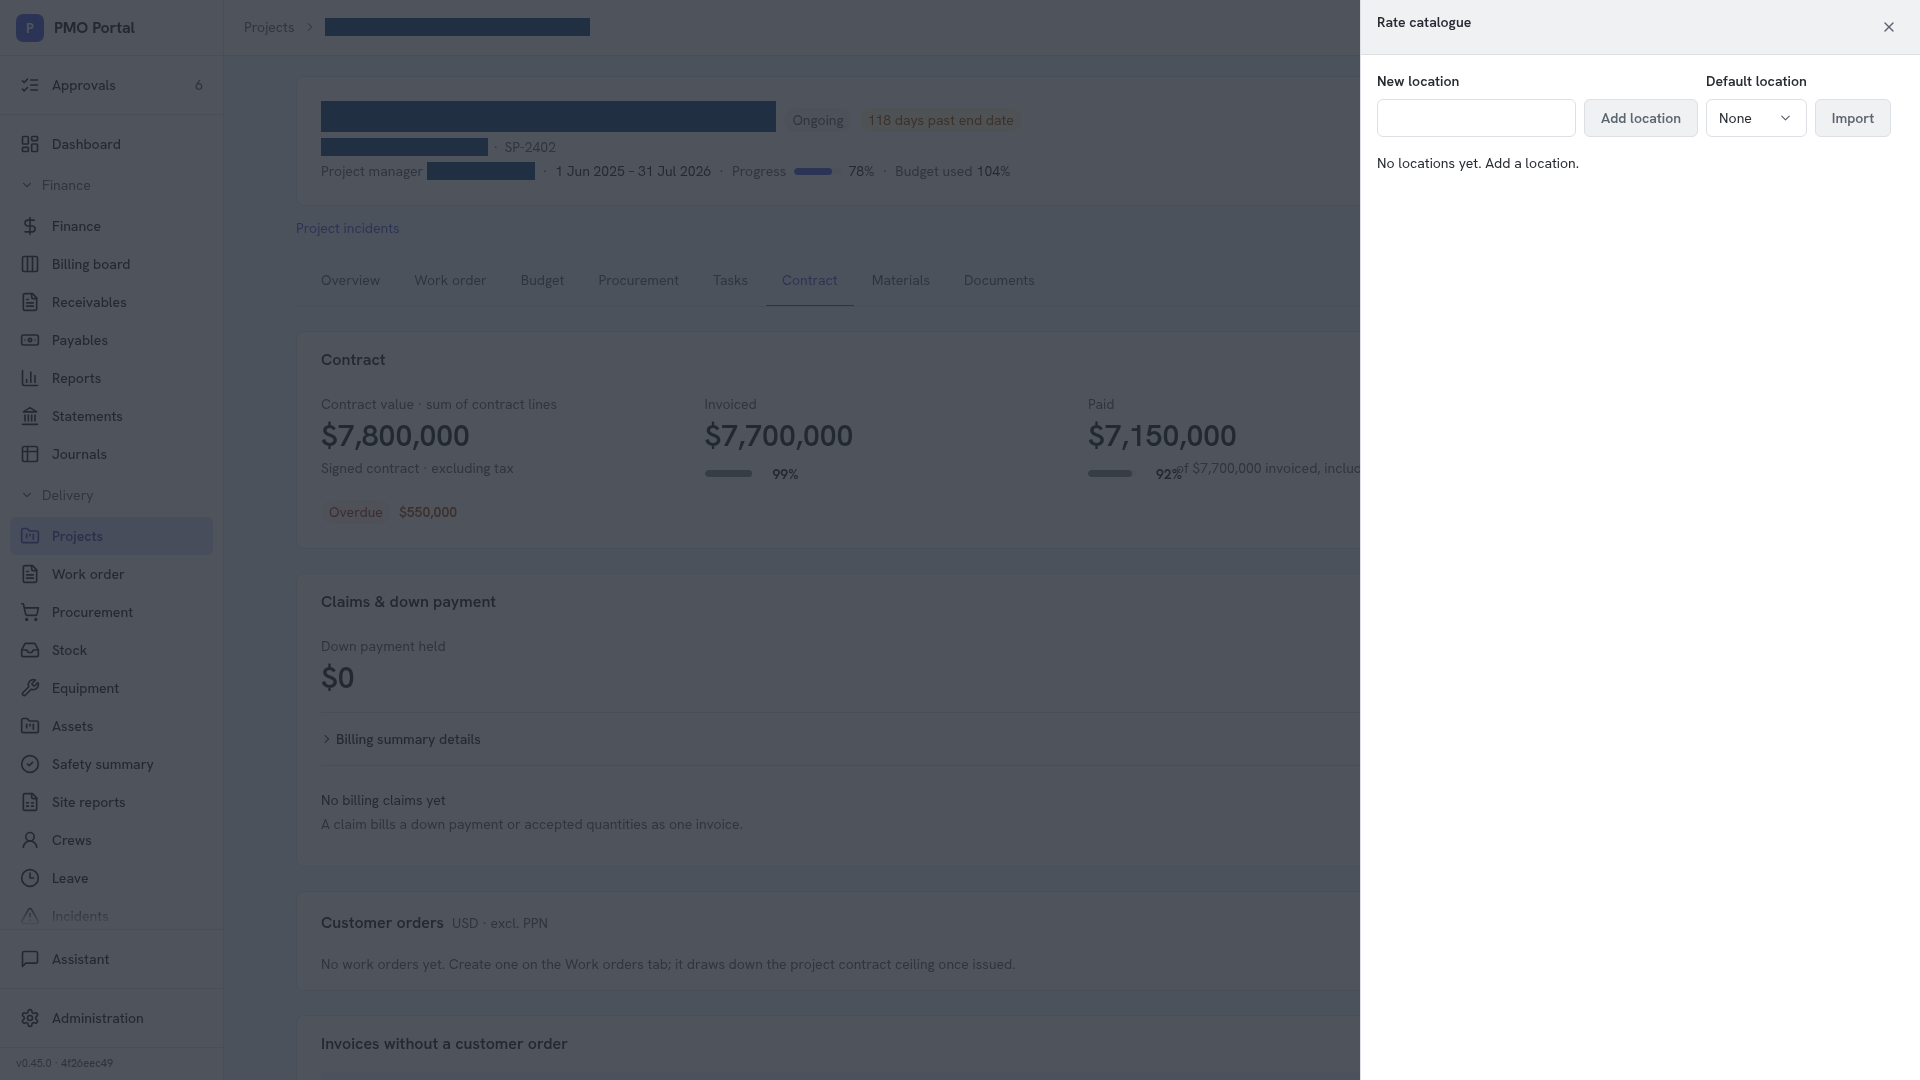 P PMO Portal
Approvals 6
Dashboard
Finance
Finance
Billing board
Receivables
Payables
Reports
Statements
Journals
Delivery
Projects
Work order
Procurement
Stock
Equipment
Assets
Safety summary
Site reports
Crews
Leave
Incidents
Assistant
Administration
v0.45.0 · 4f26eec49
Projects
Ongoing 118 days past end date
· SP-2402
Project manager · 1 Jun 2025 – 31 Jul 2026 · Progress 78% · Budget used 104%
Project incidents
Overview Work order Budget Procurement Tasks Contract Materials Documents
Contract
Contract value · sum of contract lines Invoiced Paid
$7,800,000 $7,700,000 $7,150,000
Signed contract · excluding tax 99% 92% of $7,700,000 invoiced, includ
Overdue $550,000
Claims & down payment
Down payment held
$0
Billing summary details
No billing claims yet
A claim bills a down payment or accepted quantities as one invoice.
Customer orders USD · excl. PPN
No work orders yet. Create one on the Work orders tab; it draws down the project contract ceiling once issued.
Invoices without a customer order
Rate catalogue
New location Default location
Add location None Import
No locations yet. Add a location.